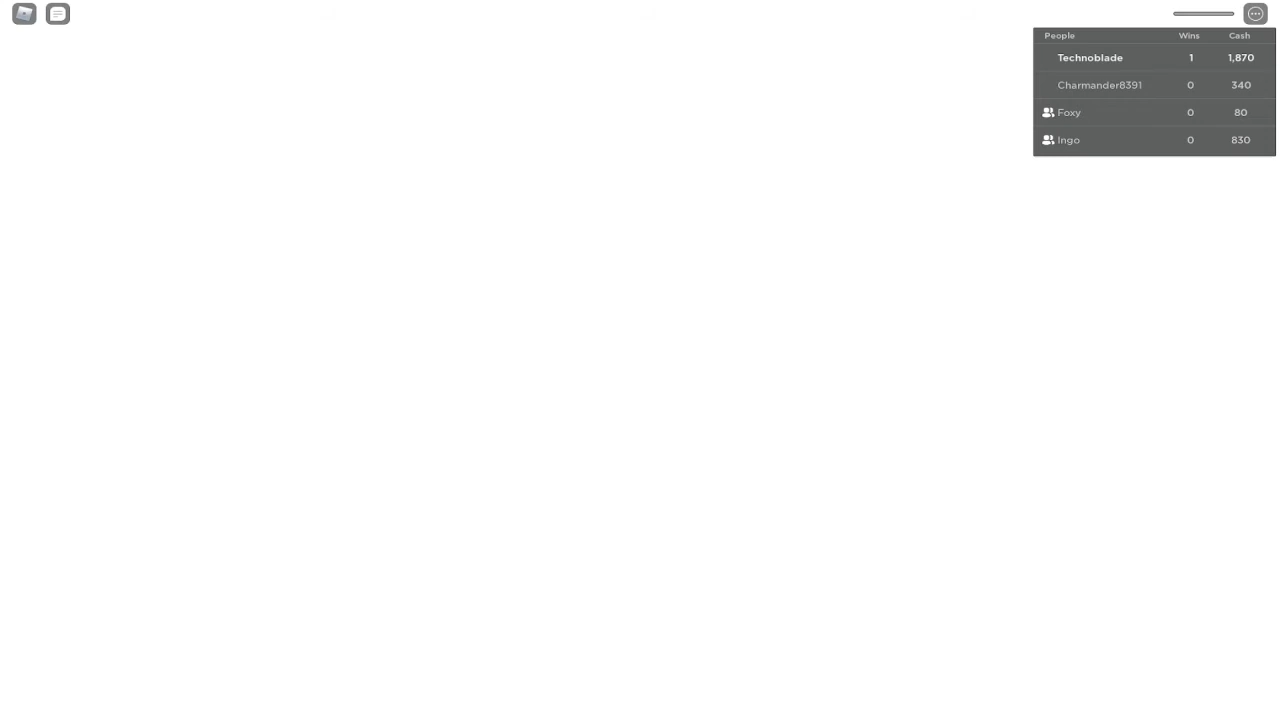 People Wins Cash
Technoblade 1 1,870
Charmander8391 0 340
Foxy 0 80
Ingo 0 830